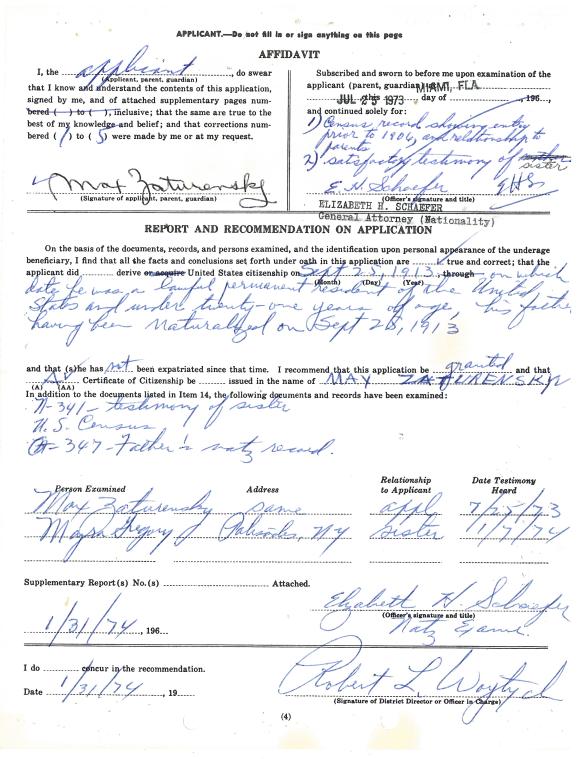 APPLICANT.—Do not fill in or sign anything on this page
AFFIDAVIT
I, the applicant, do swear
(Applicant, parent, guardian)
that I know and understand the contents of this application,
signed by me, and of attached supplementary pages num-
bered ( ) to ( ), inclusive; that the same are true to the
best of my knowledge and belief; and that corrections num-
bered (1) to (5) were made by me or at my request.
Max Zaturensky
(Signature of applicant, parent, guardian)
Subscribed and sworn to before me upon examination of the
applicant (parent, guardian) MIAMI, FLA.
JUL 25 1973 this day of , 196
and continued solely for:
1) Census record showing entry
prior to 1906, and relationship to
parents
2) satisfactory testimony of mother
sister
E. H. Schaefer EHS
(Officer's signature and title)
ELIZABETH H. SCHAEFER
General Attorney (Nationality)
REPORT AND RECOMMENDATION ON APPLICATION
On the basis of the documents, records, and persons examined, and the identification upon personal appearance of the underage
beneficiary, I find that all the facts and conclusions set forth under oath in this application are true and correct; that the
applicant did derive or acquire United States citizenship on Sept 25, 1913, through on which
(Month) (Day) (Year)
date he was a lawful permanent resident of the United
States and under twenty-one years of age, his father
having been naturalized on Sept 28, 1913
and that (s)he has not been expatriated since that time. I recommend that this application be granted and that
A Certificate of Citizenship be issued in the name of MAX ZATURENSKY
(A) (AA)
In addition to the documents listed in Item 14, the following documents and records have been examined:
N-341 - testimony of sister
U.S. Census
347 - Father's natz record.
Person Examined Address Relationship to Applicant Date Testimony Heard
Max Zaturensky same appl 7/25/73
Gregory Palisades, NY sister 1/7/74
Supplementary Report(s) No.(s) Attached.
Elizabeth H Schaefer
(Officer's signature and title)
Natz Exam.
1/31/74, 196
I do concur in the recommendation.
Date 1/31/74, 19
Robert L. Woytych
(Signature of District Director or Officer in Charge)
(4)